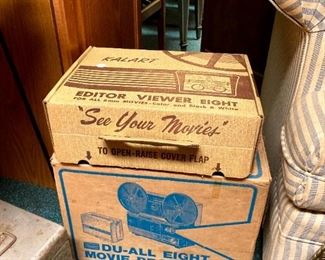 KALART
EDITOR VIEWER EIGHT
FOR ALL 8mm MOVIES - Color and Black & White
"See Your Movies"
TO OPEN-RAISE COVER FLAP
DU-ALL EIGHT
MOVIE